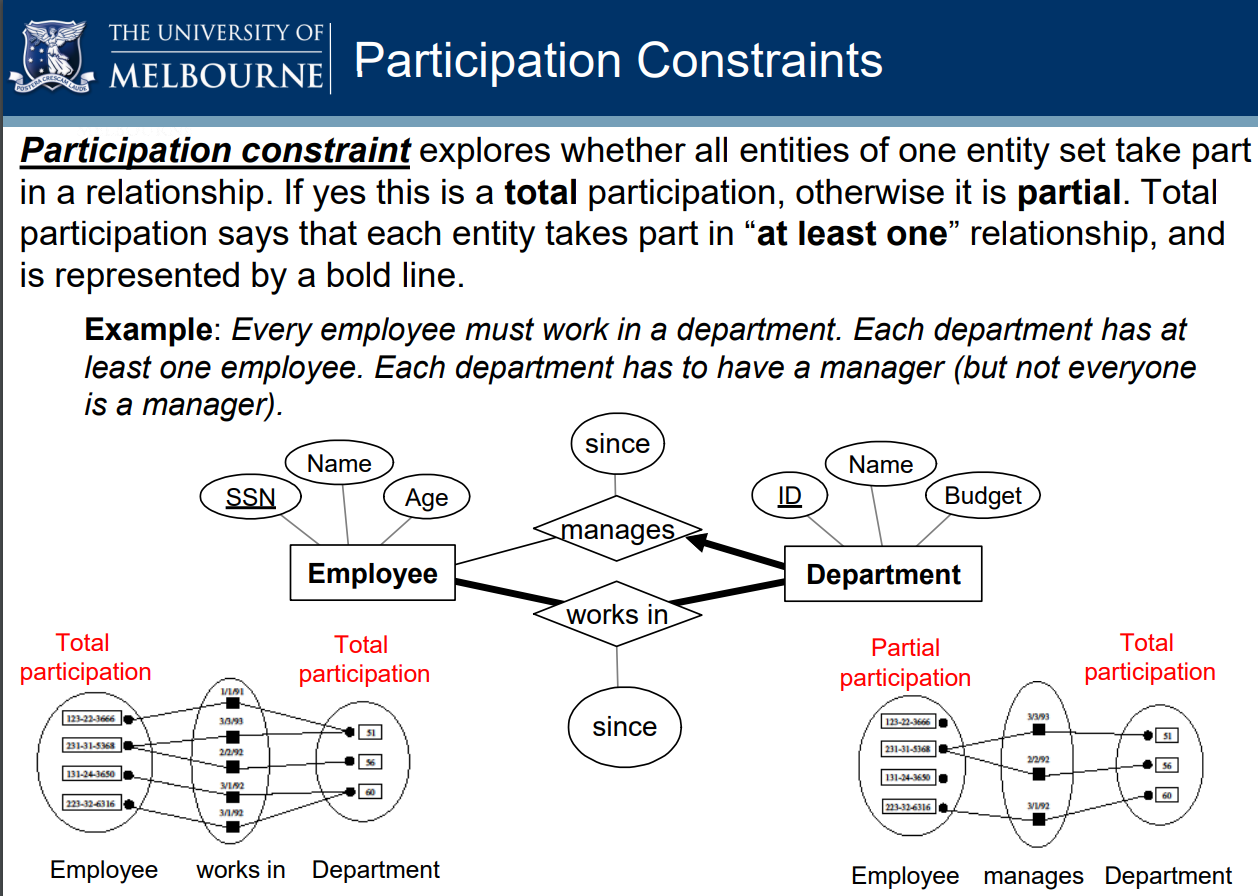 THE UNIVERSITY OF
MELBOURNE
POSTERA CRESCAM LAUDE
Participation Constraints
Participation constraint explores whether all entities of one entity set take part
in a relationship. If yes this is a total participation, otherwise it is partial. Total
participation says that each entity takes part in “at least one” relationship, and
is represented by a bold line.
Example: Every employee must work in a department. Each department has at
least one employee. Each department has to have a manager (but not everyone
is a manager).
since
Name
SSN
Age
Name
ID
Budget
manages
Employee
Department
works in
since
Total
participation
Total
participation
1/1/91
123-22-3666
3/3/93
51
231-31-5368
2/2/92
56
131-24-3650
3/1/92
60
223-32-6316
3/1/92
Employee
works in
Department
Partial
participation
Total
participation
123-22-3666
3/3/93
51
231-31-5368
2/2/92
56
131-24-3650
60
223-32-6316
3/1/92
Employee
manages
Department